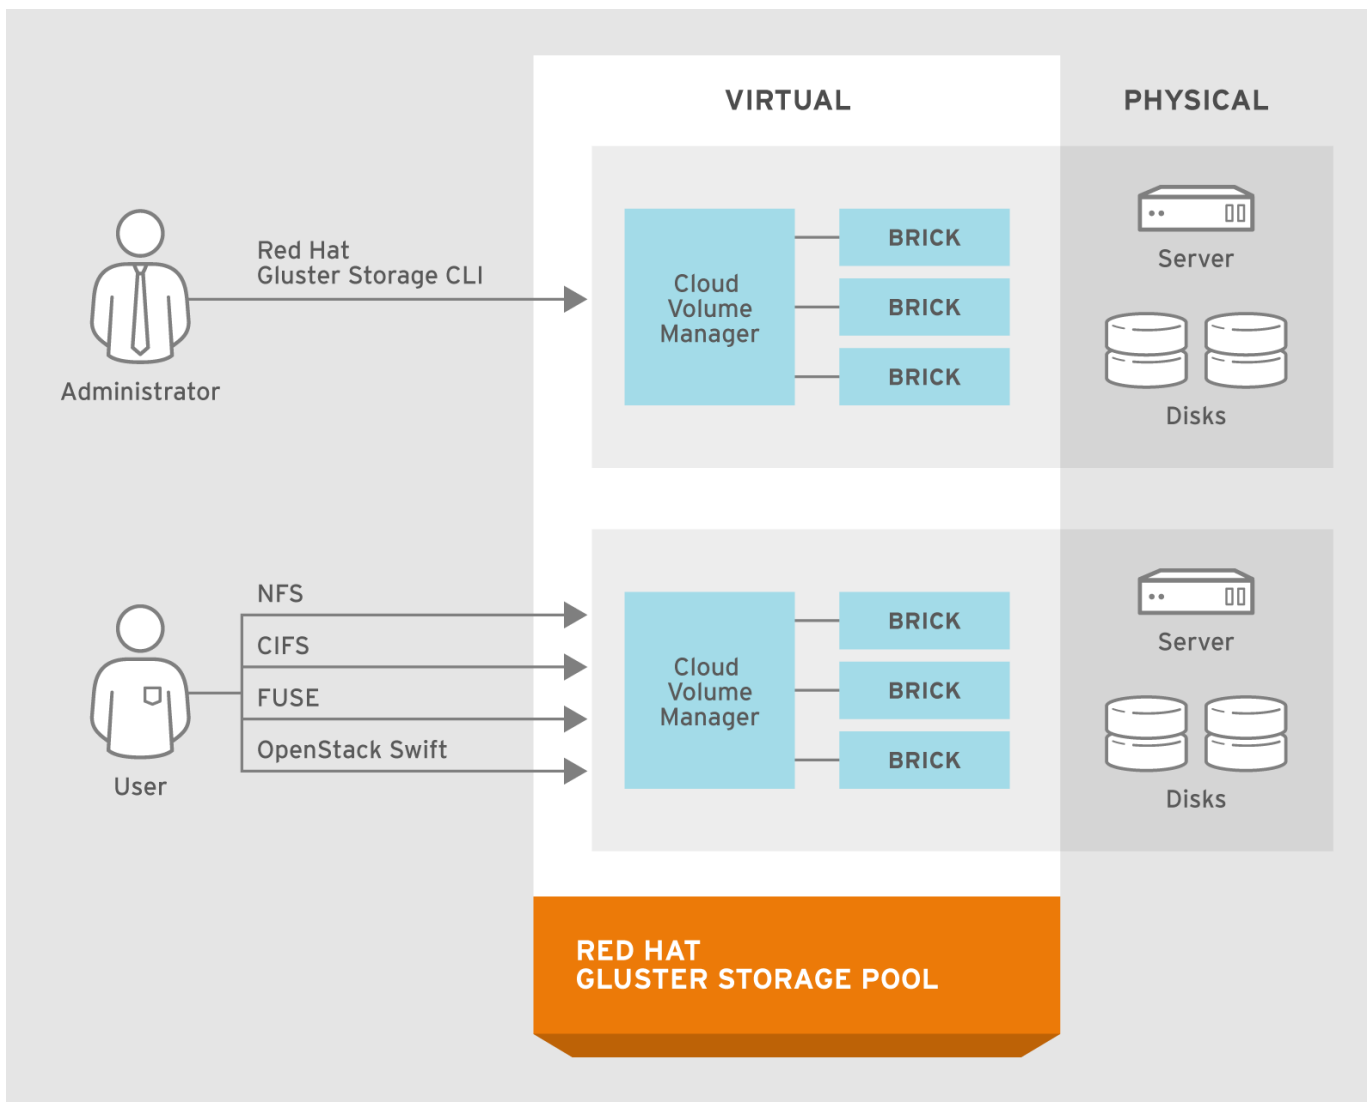 VIRTUAL
PHYSICAL
Red Hat
Gluster Storage CLI
Administrator
Cloud
Volume
Manager
BRICK
BRICK
BRICK
Server
Disks
NFS
CIFS
FUSE
OpenStack Swift
User
Cloud
Volume
Manager
BRICK
BRICK
BRICK
Server
Disks
RED HAT
GLUSTER STORAGE POOL